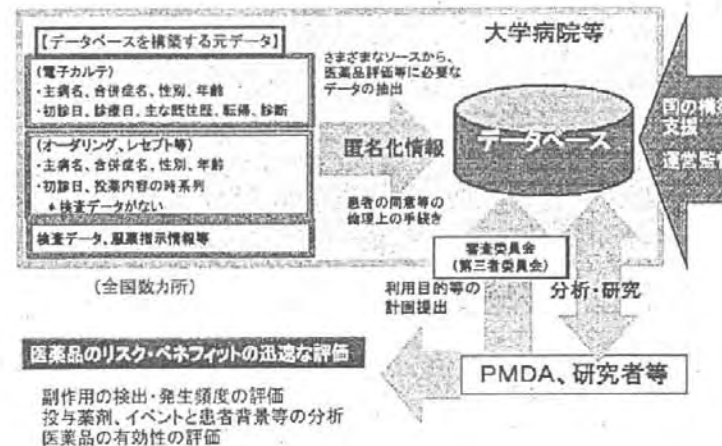 大学病院等
【データベースを構築する元データ】
(電子カルテ)
・主病名、合併症名、性別、年齢
・初診日、診療日、主な既往歴、転帰、診断
(オーダリング、レセプト等)
・主病名、合併症名、性別、年齢
・初診日、投薬内容の時系列
＊検査データがない
検査データ、服薬指示情報等
(全国数カ所)
さまざまなソースから、
医薬品評価等に必要な
データの抽出
匿名化情報
患者の同意等の
倫理上の手続き
データベース
国の
支援
運営
審査委員会
(第三者委員会)
利用目的等の
計画提出
分析・研究
PMDA、研究者等
医薬品のリスク・ベネフィットの迅速な評価
副作用の検出・発生頻度の評価
投与薬剤、イベントと患者背景等の分析
医薬品の有効性の評価